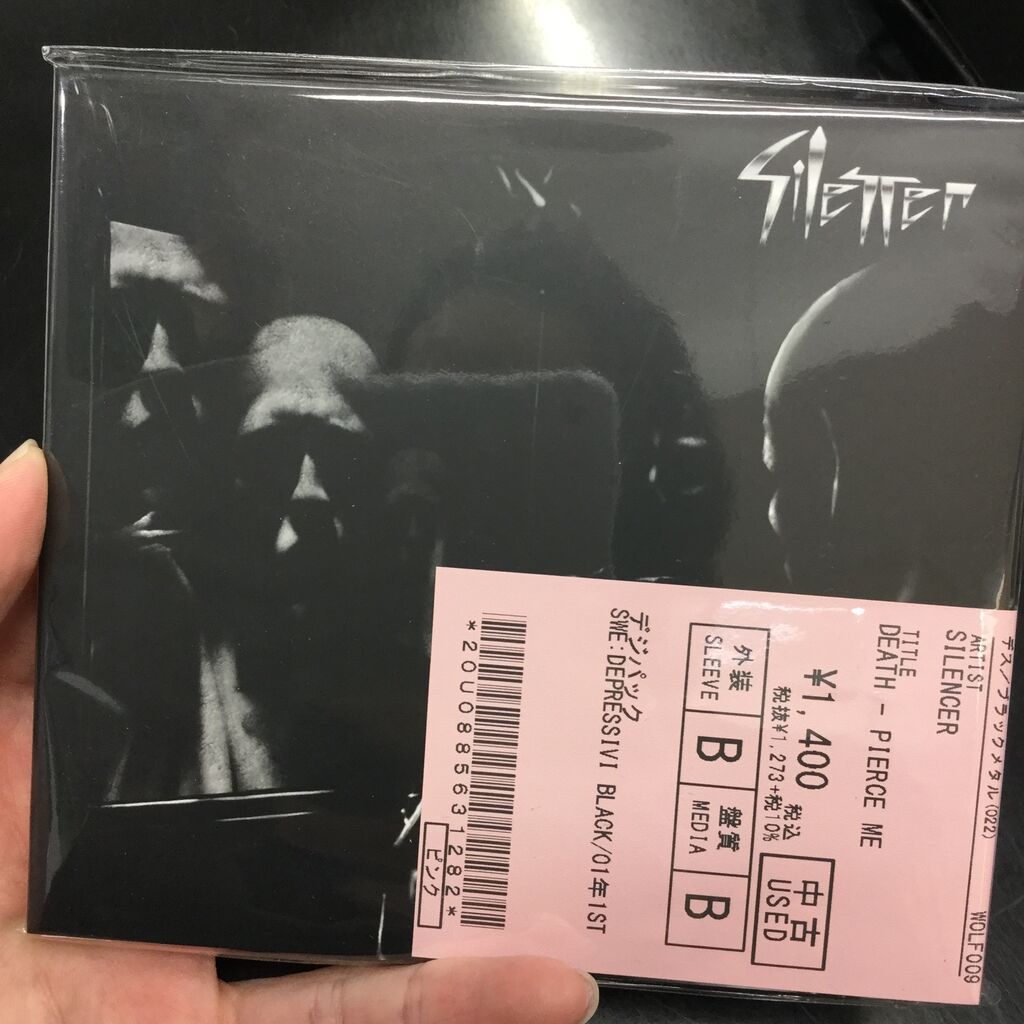 Silencer
デス/ブラックメタル(022) WOLF009
ARTIST
SILENCER
TITLE
DEATH - PIERCE ME
¥1,400 税込
税抜¥1,273+税10%
中古
USED
外装 B 盤質 B
SLEEVE MEDIA
デジパック
SWE:DEPRESSIVI BLACK/01年1ST
*20U0885631282*
ピンク